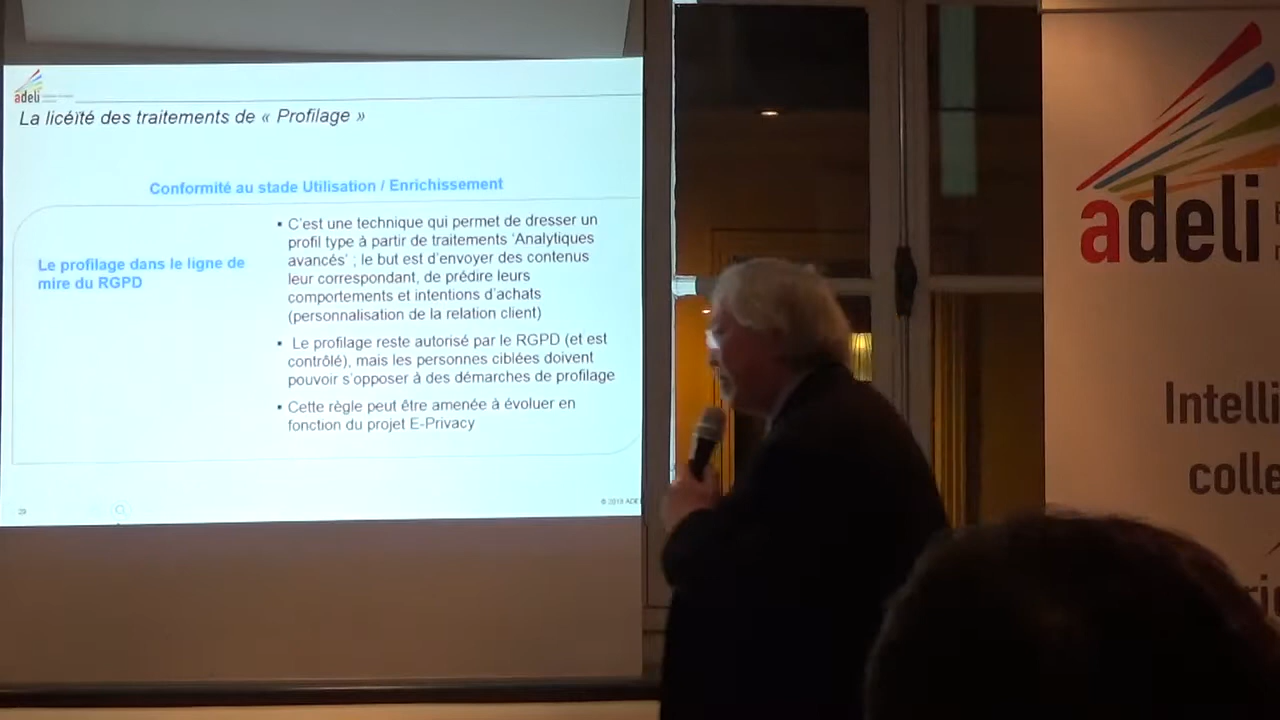 adeli
La licéïté des traitements de « Profilage »
Conformité au stade Utilisation / Enrichissement
Le profilage dans le ligne de
mire du RGPD
▪ C'est une technique qui permet de dresser un
profil type à partir de traitements 'Analytiques
avancés' ; le but est d'envoyer des contenus
leur correspondant, de prédire leurs
comportements et intentions d'achats
(personnalisation de la relation client)
▪ Le profilage reste autorisé par le RGPD (et est
contrôlé), mais les personnes ciblées doivent
pouvoir s'opposer à des démarches de profilage
▪ Cette règle peut être amenée à évoluer en
fonction du projet E-Privacy
29
© 2019 ADE
adeli
Intelli
colle